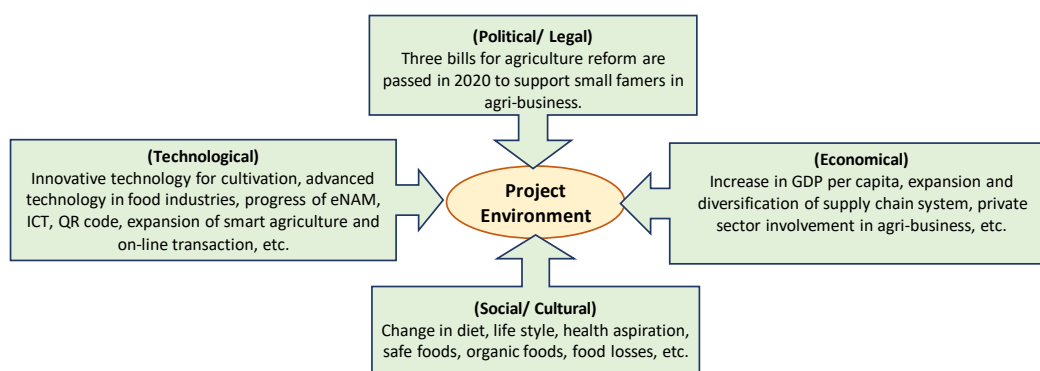 (Political/ Legal)
Three bills for agriculture reform are
passed in 2020 to support small famers in
agri-business.
(Technological)
Innovative technology for cultivation, advanced
technology in food industries, progress of eNAM,
ICT, QR code, expansion of smart agriculture and
on-line transaction, etc.
Project
Environment
(Economical)
Increase in GDP per capita, expansion and
diversification of supply chain system, private
sector involvement in agri-business, etc.
(Social/ Cultural)
Change in diet, life style, health aspiration,
safe foods, organic foods, food losses, etc.